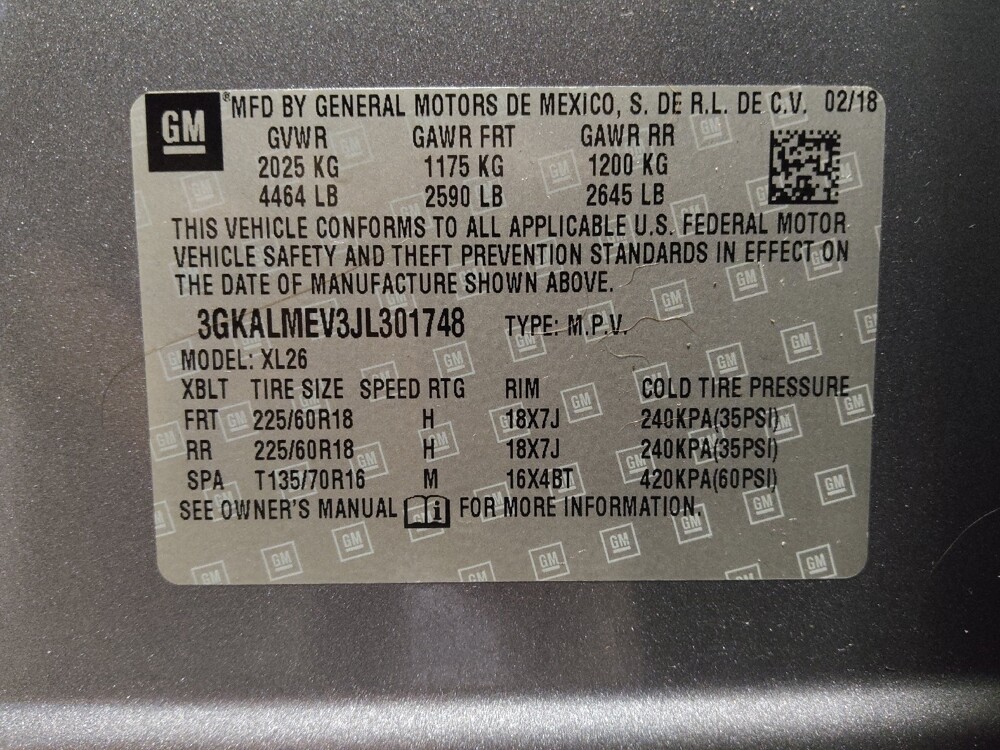 GM ® MFD BY GENERAL MOTORS DE MEXICO, S. DE R.L. DE C.V. 02/18
GVWR GAWR FRT GAWR RR
2025 KG 1175 KG 1200 KG
4464 LB 2590 LB 2645 LB
THIS VEHICLE CONFORMS TO ALL APPLICABLE U.S. FEDERAL MOTOR
VEHICLE SAFETY AND THEFT PREVENTION STANDARDS IN EFFECT ON
THE DATE OF MANUFACTURE SHOWN ABOVE.
3GKALMEV3JL301748 TYPE: M.P.V.
MODEL: XL26
XBLT TIRE SIZE SPEED RTG RIM COLD TIRE PRESSURE
FRT 225/60R18 H 18X7J 240KPA(35PSI)
RR 225/60R18 H 18X7J 240KPA(35PSI)
SPA T135/70R16 M 16X4BT 420KPA(60PSI)
SEE OWNER'S MANUAL i FOR MORE INFORMATION.